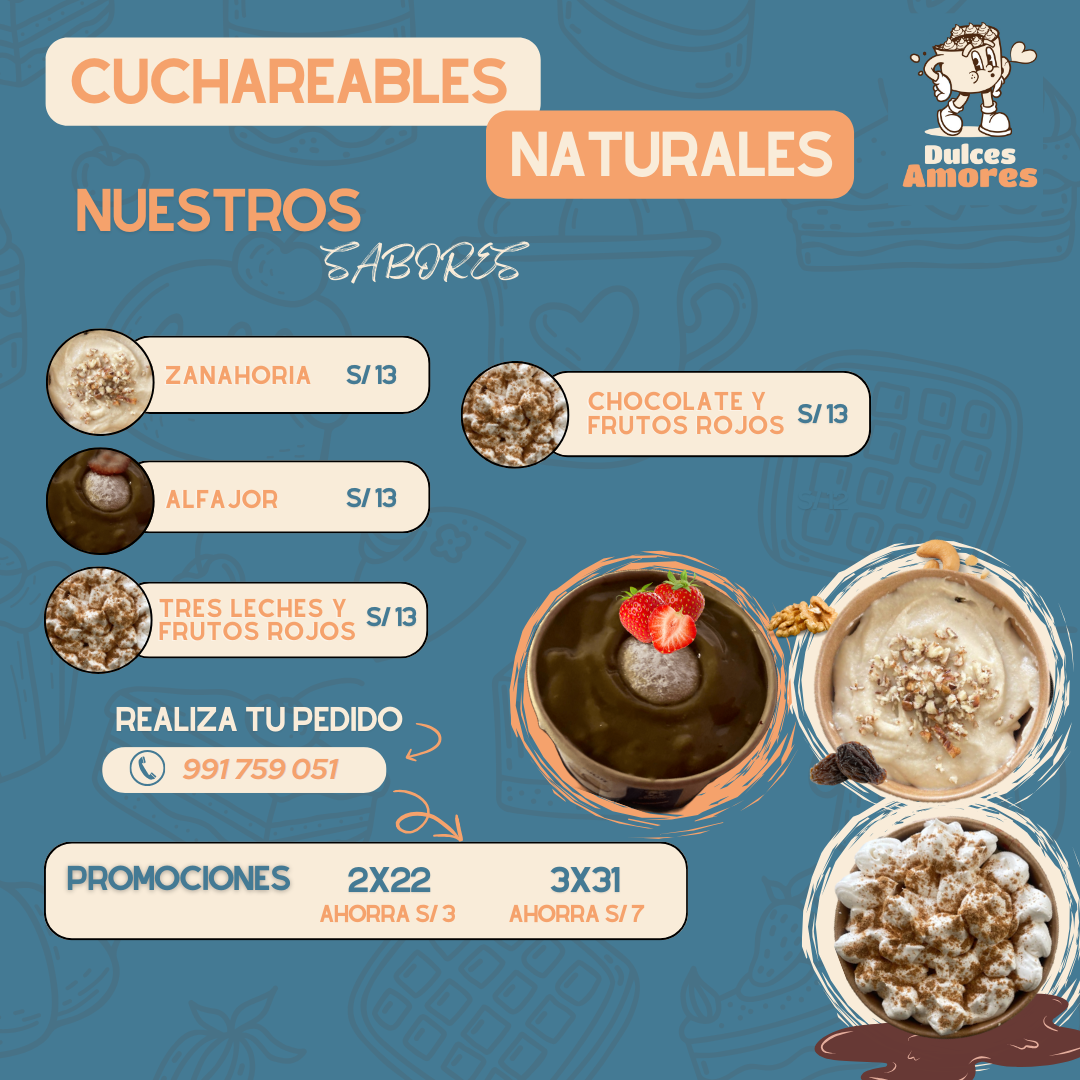 CUCHAREABLES
NATURALES
Dulces
Amores
NUESTROS
SABORES
ZANAHORIA S/ 13
CHOCOLATE Y
FRUTOS ROJOS S/ 13
ALFAJOR S/ 13
S/12
TRES LECHES Y
FRUTOS ROJOS S/ 13
REALIZA TU PEDIDO
991 759 051
PROMOCIONES 2X22 3X31
AHORRA S/ 3 AHORRA S/ 7